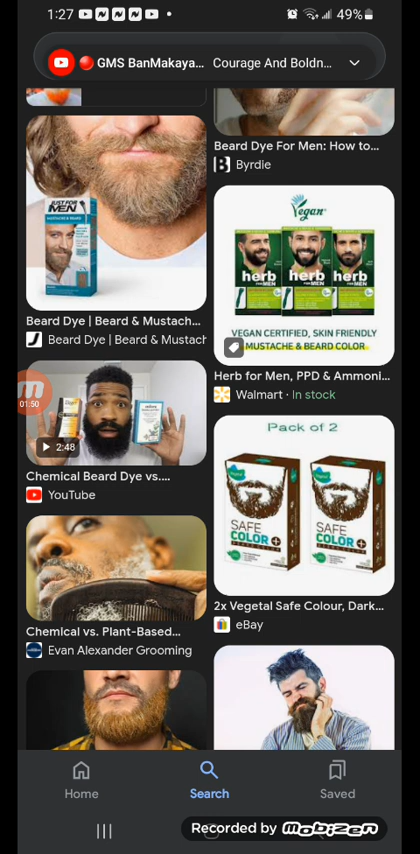 1:27
49%
GMS BanMakaya... Courage And Boldn...
Beard Dye For Men: How to...
B Byrdie
JUST FOR
MEN
MUSTACHE & BEARD
Beard Dye | Beard & Mustach...
Beard Dye | Beard & Mustach
Vegan
herb
FOR MEN
herb
FOR MEN
herb
FOR MEN
VEGAN CERTIFIED, SKIN FRIENDLY
MUSTACHE & BEARD COLOR
Herb for Men, PPD & Ammoni...
Walmart · In stock
01:50
2:48
Chemical Beard Dye vs....
YouTube
Pack of 2
SAFE
COLOR
SAFE
COLOR
2x Vegetal Safe Colour, Dark...
eBay
Chemical vs. Plant-Based...
Evan Alexander Grooming
Home
Search
Saved
Recorded by MOBIZEN